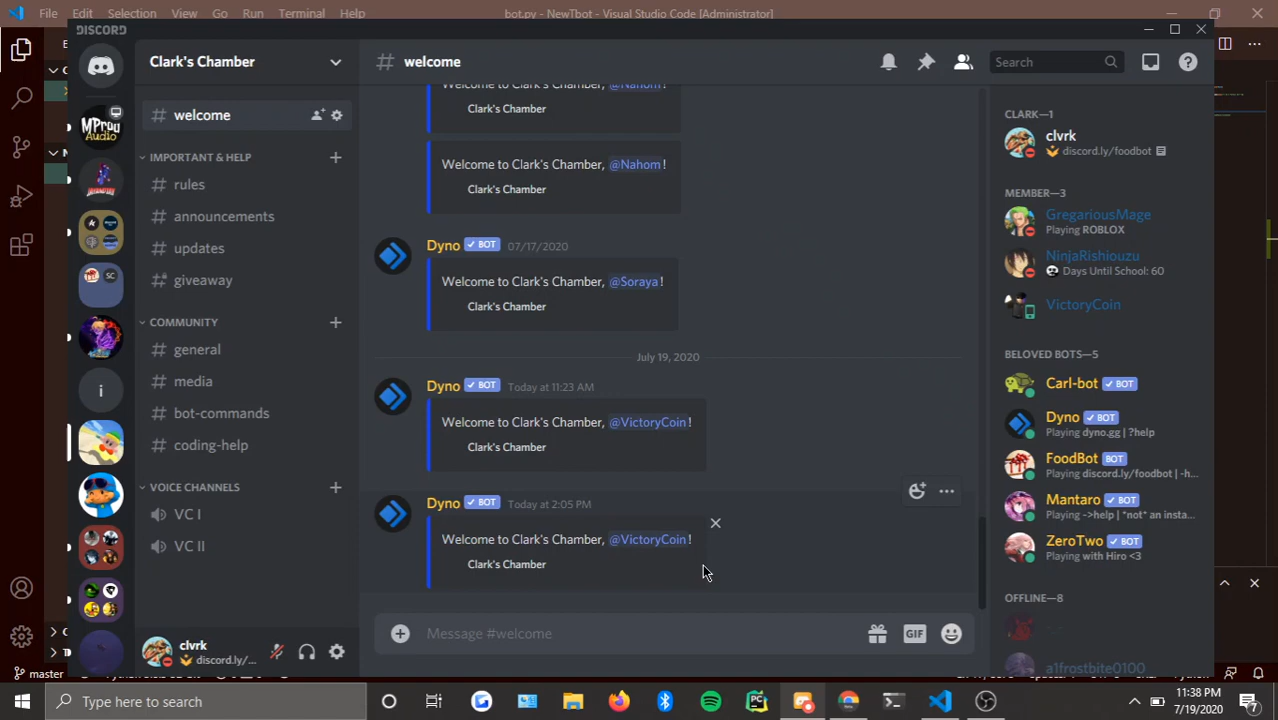 File Edit Selection View Go Run Terminal Help bot.py - NewTbot - Visual Studio Code [Administrator]
DISCORD
Clark's Chamber
# welcome
Search
MProd Audio
welcome
IMPORTANT & HELP
# rules
# announcements
# updates
# giveaway
COMMUNITY
# general
# media
# bot-commands
# coding-help
VOICE CHANNELS
VC I
VC II
SC
i
clvrk
discord.ly/...
Welcome to Clark's Chamber, @Nahom!
Clark's Chamber
Welcome to Clark's Chamber, @Nahom!
Clark's Chamber
Dyno BOT 07/17/2020
Welcome to Clark's Chamber, @Soraya!
Clark's Chamber
July 19, 2020
Dyno BOT Today at 11:23 AM
Welcome to Clark's Chamber, @VictoryCoin!
Clark's Chamber
Dyno BOT Today at 2:05 PM
Welcome to Clark's Chamber, @VictoryCoin!
Clark's Chamber
Message #welcome
GIF
CLARK—1
clvrk
discord.ly/foodbot
MEMBER—3
GregariousMage
Playing ROBLOX
NinjaRishiouzu
Days Until School: 60
VictoryCoin
BELOVED BOTS—5
Carl-bot BOT
Dyno BOT
Playing dyno.gg | ?help
FoodBot BOT
Playing discord.ly/foodbot | -h...
Mantaro BOT
Playing ->help | *not* an insta...
ZeroTwo BOT
Playing with Hiro <3
OFFLINE—8
a1frostbite0100
master
Type here to search
PC
11:38 PM
7/19/2020
7